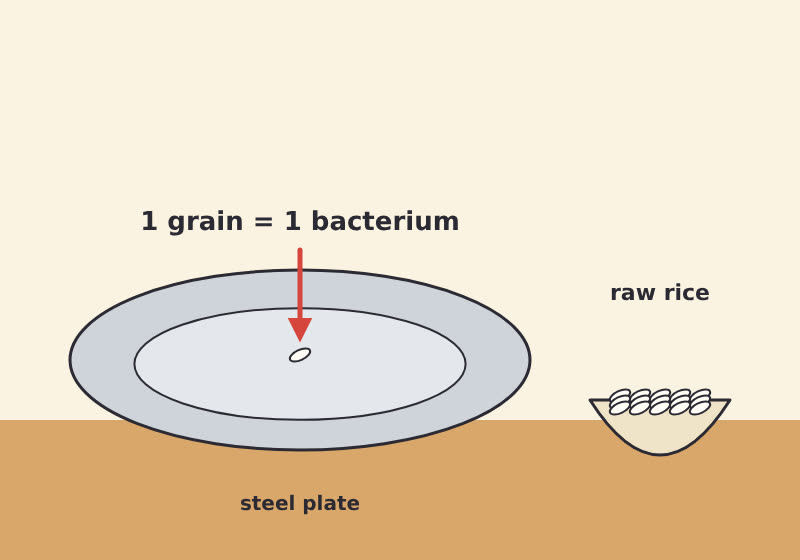 1 grain = 1 bacterium
raw rice
steel plate